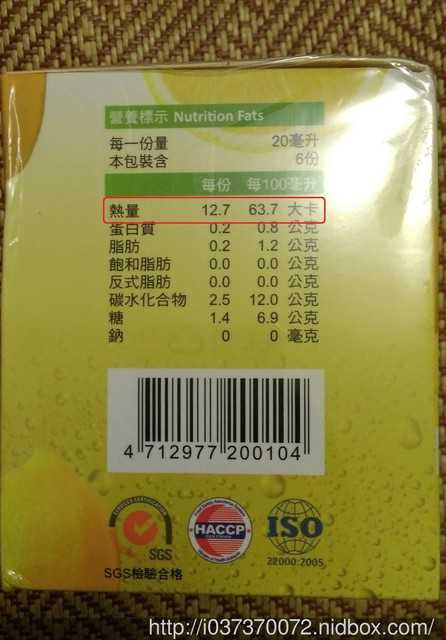 營養標示 Nutrition Fats
每一份量 20毫升
本包裝含 6份
每份 每100毫升
熱量 12.7 63.7 大卡
蛋白質 0.2 0.8 公克
脂肪 0.2 1.2 公克
飽和脂肪 0.0 0.0 公克
反式脂肪 0.0 0.0 公克
碳水化合物 2.5 12.0 公克
糖 1.4 6.9 公克
鈉 0 0 毫克
4 712977 200104
SGS
SGS檢驗合格
HACCP
ISO
22000:2005
http://i037370072.nidbox.com/